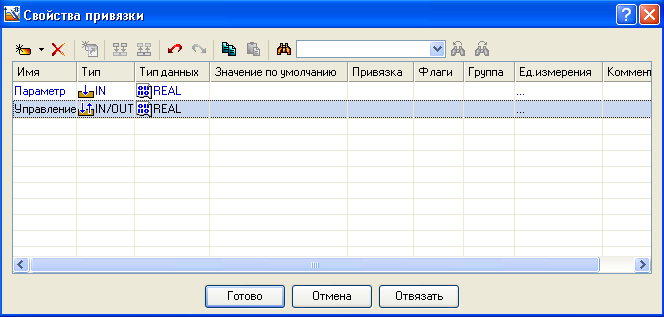 Свойства привязки
Имя Тип Тип данных Значение по умолчанию Привязка Флаги Группа Ед.измерения Коммент
Параметр IN REAL ...
Управление IN/OUT REAL ...
Готово Отмена Отвязать